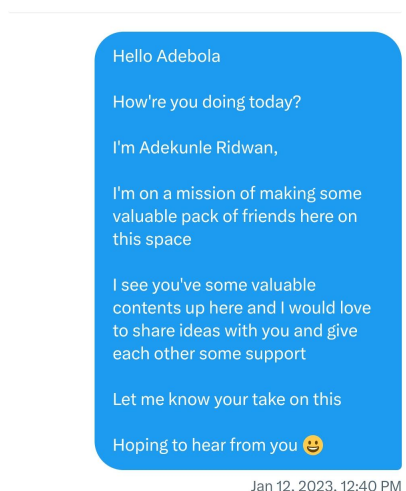 Hello Adebola
How're you doing today?
I'm Adekunle Ridwan,
I'm on a mission of making some
valuable pack of friends here on
this space
I see you've some valuable
contents up here and I would love
to share ideas with you and give
each other some support
Let me know your take on this
Hoping to hear from you 😀
Jan 12, 2023, 12:40 PM